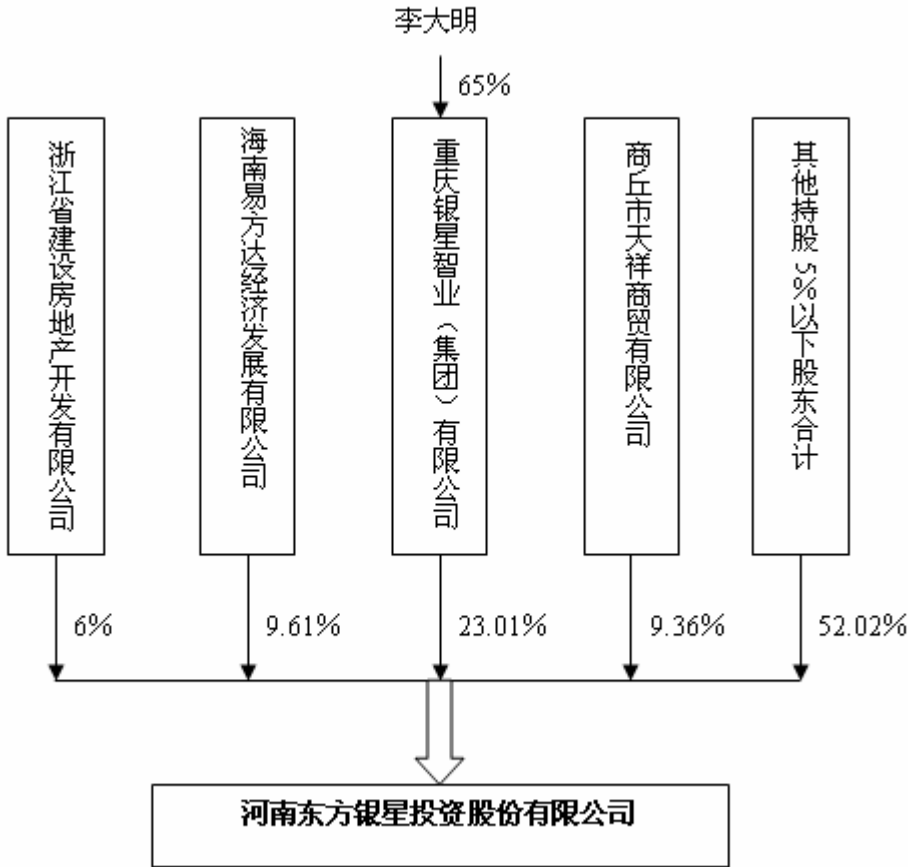 李大明
65%
浙江省建设房地产开发有限公司
海南易方达经济发展有限公司
重庆银星智业（集团）有限公司
商丘市天祥商贸有限公司
其他持股 5%以下股东合计
6%
9.61%
23.01%
9.36%
52.02%
河南东方银星投资股份有限公司